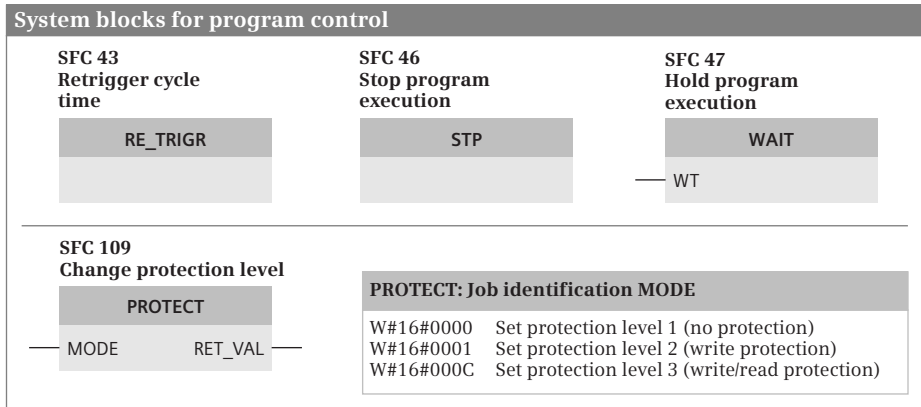 System blocks for program control
SFC 43
Retrigger cycle
time
RE_TRIGR
SFC 46
Stop program
execution
STP
SFC 47
Hold program
execution
WAIT
WT
SFC 109
Change protection level
PROTECT
MODE RET_VAL
PROTECT: Job identification MODE
W#16#0000 Set protection level 1 (no protection)
W#16#0001 Set protection level 2 (write protection)
W#16#000C Set protection level 3 (write/read protection)